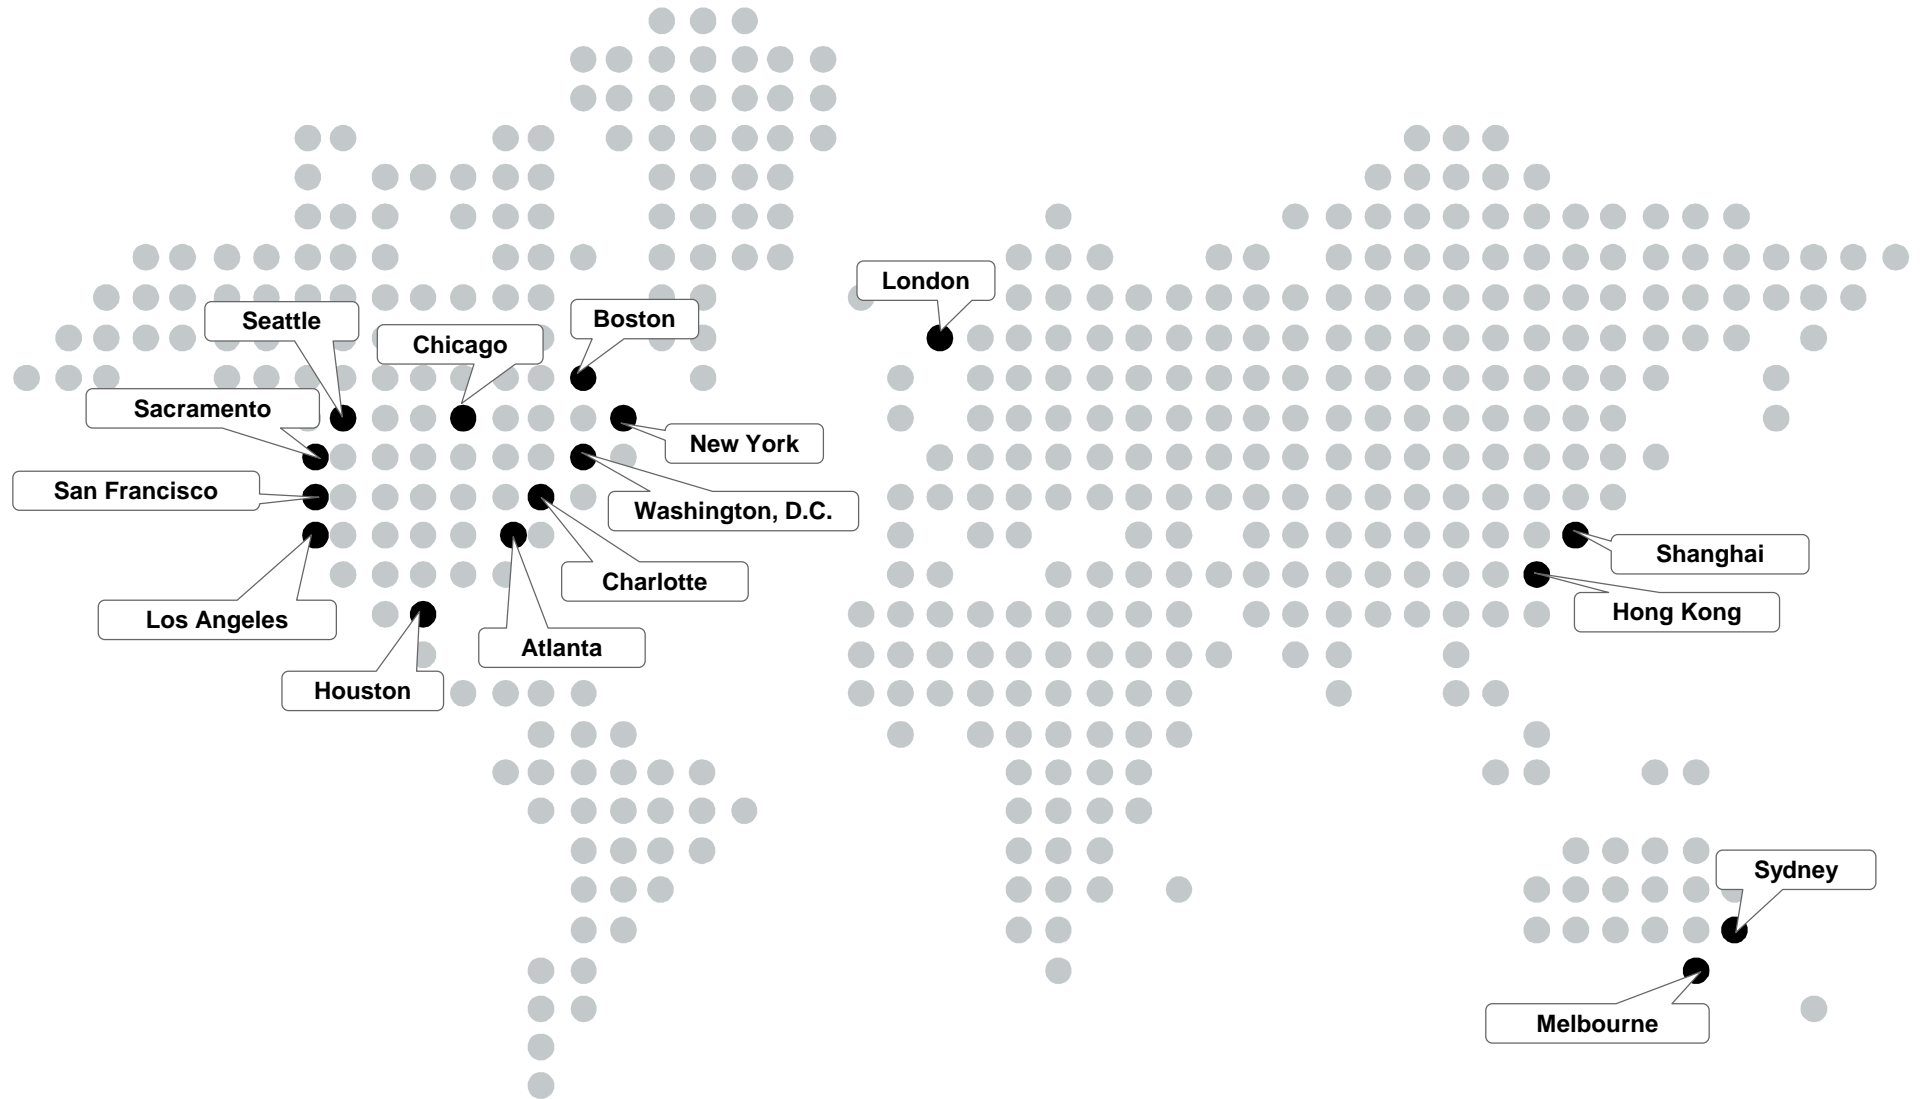 London
Seattle
Boston
Chicago
Sacramento
New York
San Francisco
Washington, D.C.
Shanghai
Charlotte
Hong Kong
Los Angeles
Atlanta
Houston
Sydney
Melbourne